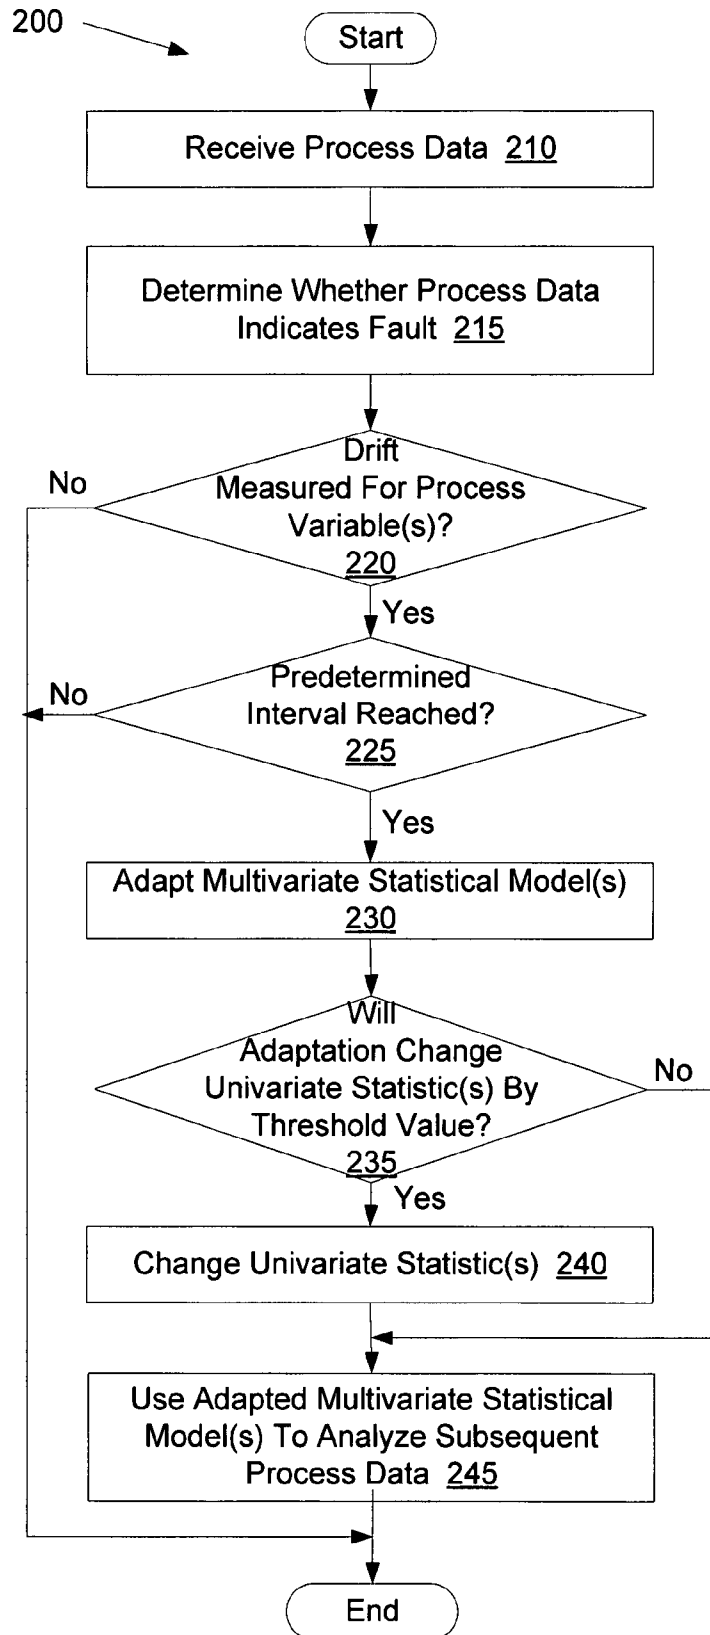 200
Start
Receive Process Data 210
Determine Whether Process Data
Indicates Fault 215
Drift
Measured For Process
Variable(s)?
220
No
Yes
Predetermined
Interval Reached?
225
No
Yes
Adapt Multivariate Statistical Model(s)
230
Will
Adaptation Change
Univariate Statistic(s) By
Threshold Value?
235
No
Yes
Change Univariate Statistic(s) 240
Use Adapted Multivariate Statistical
Model(s) To Analyze Subsequent
Process Data 245
End